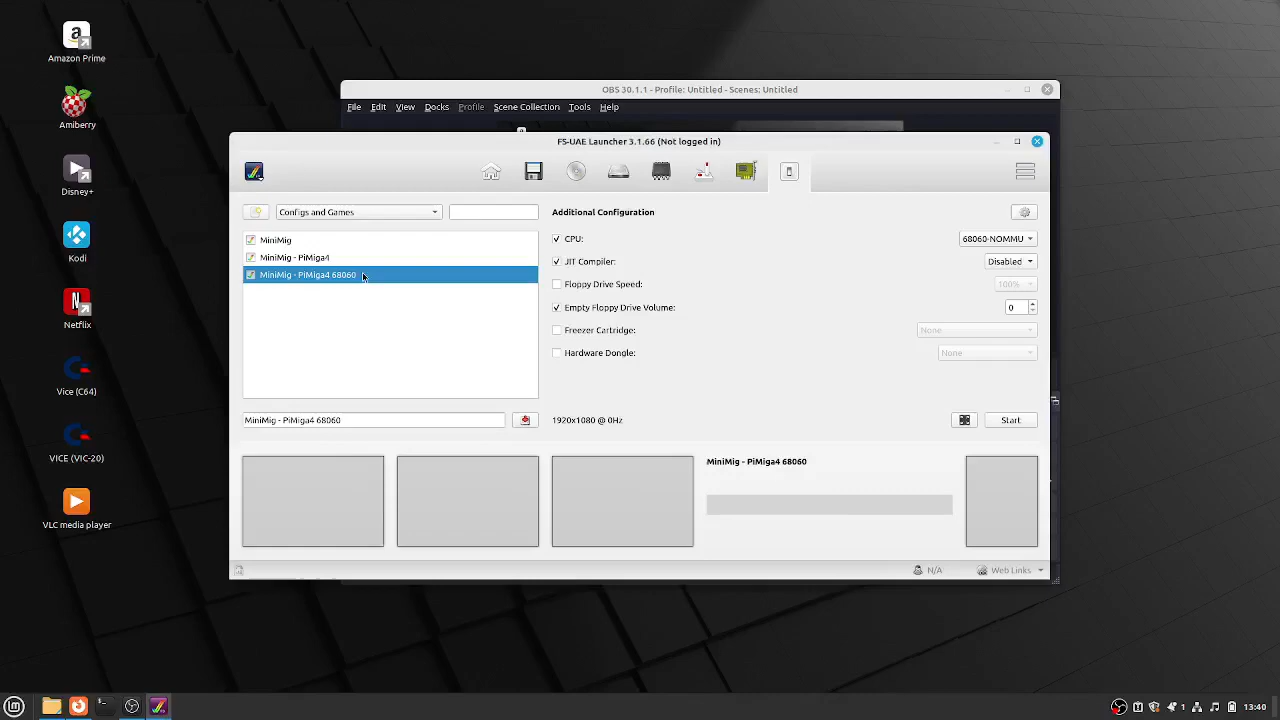 Amazon Prime
Amiberry
Disney+
Kodi
Netflix
Vice (C64)
VICE (VIC-20)
VLC media player
OBS 30.1.1 - Profile: Untitled - Scenes: Untitled
File Edit View Docks Profile Scene Collection Tools Help
FS-UAE Launcher 3.1.66 (Not logged in)
Configs and Games
MiniMig
MiniMig - PiMiga4
MiniMig - PiMiga4 68060
MiniMig - PiMiga4 68060
Additional Configuration
CPU: 68060-NOMMU
JIT Compiler: Disabled
Floppy Drive Speed: 100%
Empty Floppy Drive Volume: 0
Freezer Cartridge: None
Hardware Dongle: None
1920x1080 @ 0Hz
Start
MiniMig - PiMiga4 68060
N/A
Web Links
1
13:40